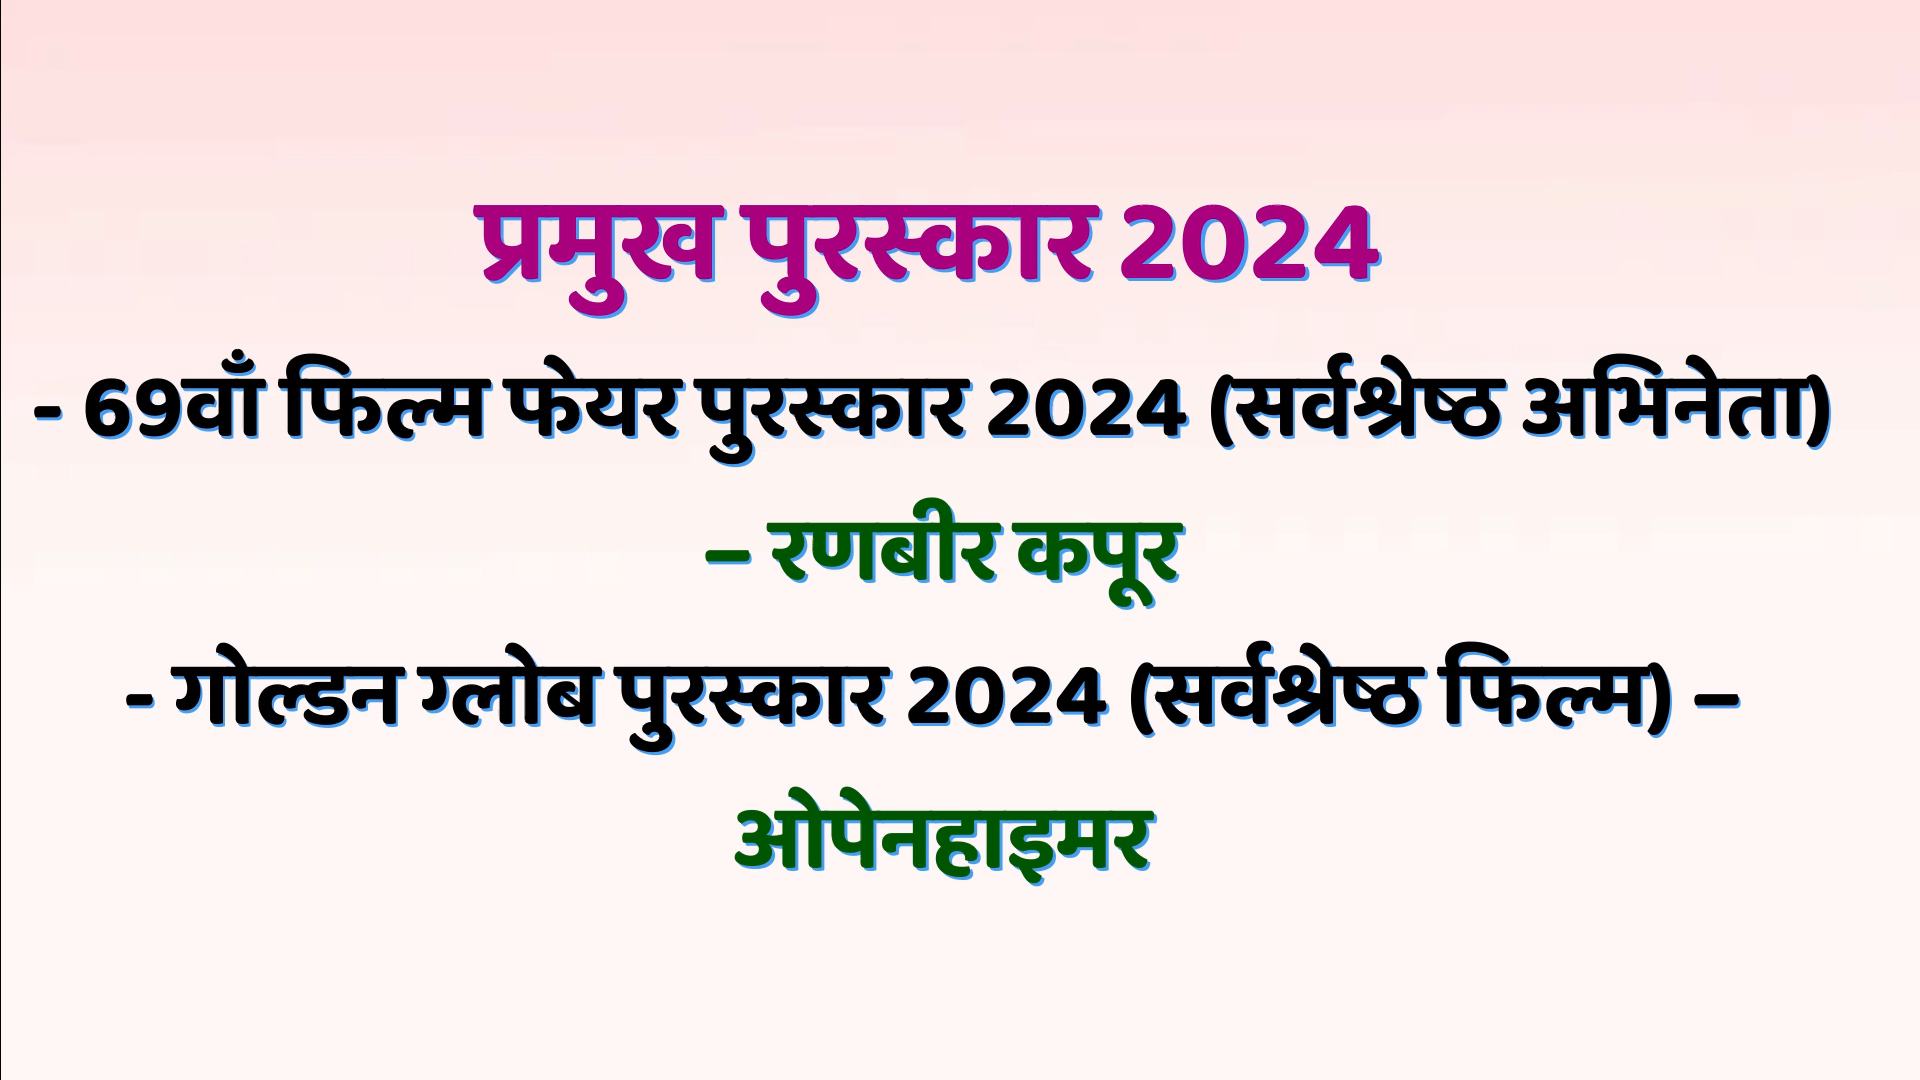 प्रमुख पुरस्कार 2024
- 69वाँ फिल्म फेयर पुरस्कार 2024 (सर्वश्रेष्ठ अभिनेता)
– रणबीर कपूर
- गोल्डन ग्लोब पुरस्कार 2024 (सर्वश्रेष्ठ फिल्म) –
ओपेनहाइमर